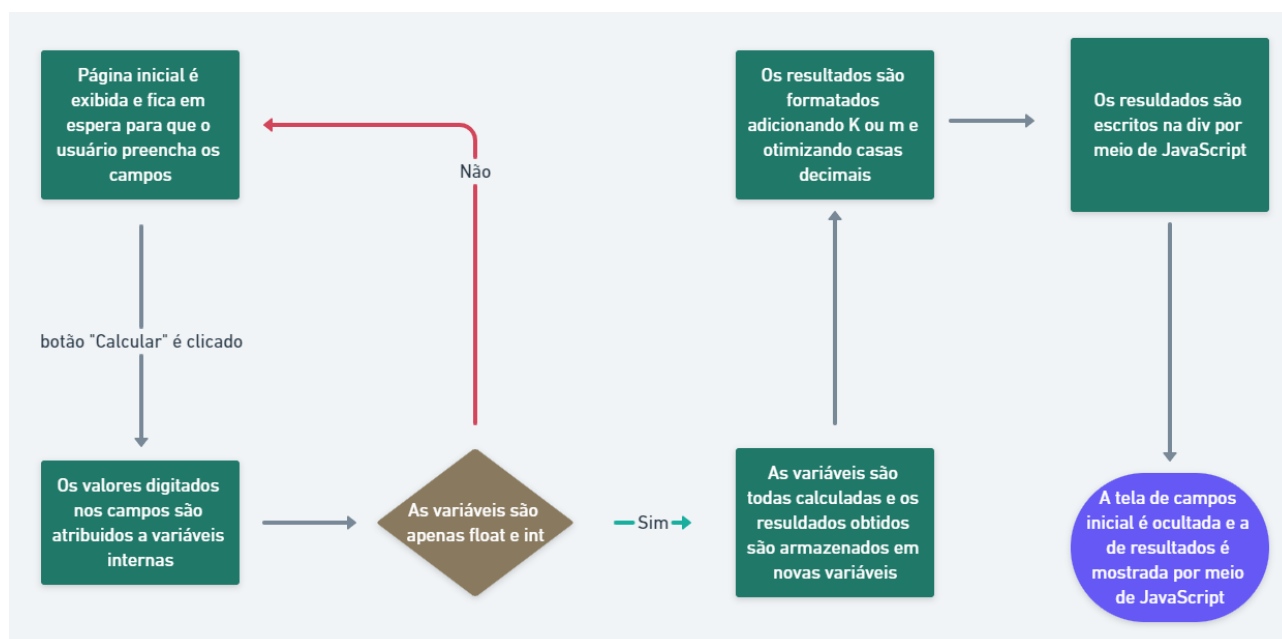 Página inicial é
exibida e fica em
espera para que o
usuário preencha os
campos
botão "Calcular" é clicado
Os valores digitados
nos campos são
atribuidos a variáveis
internas
As variáveis são
apenas float e int
Não
Sim
As variáveis são
todas calculadas e os
resuldados obtidos
são armazenados em
novas variáveis
Os resultados são
formatados
adicionando K ou m e
otimizando casas
decimais
Os resuldados são
escritos na div por
meio de JavaScript
A tela de campos
inicial é ocultada e a
de resultados é
mostrada por meio
de JavaScript